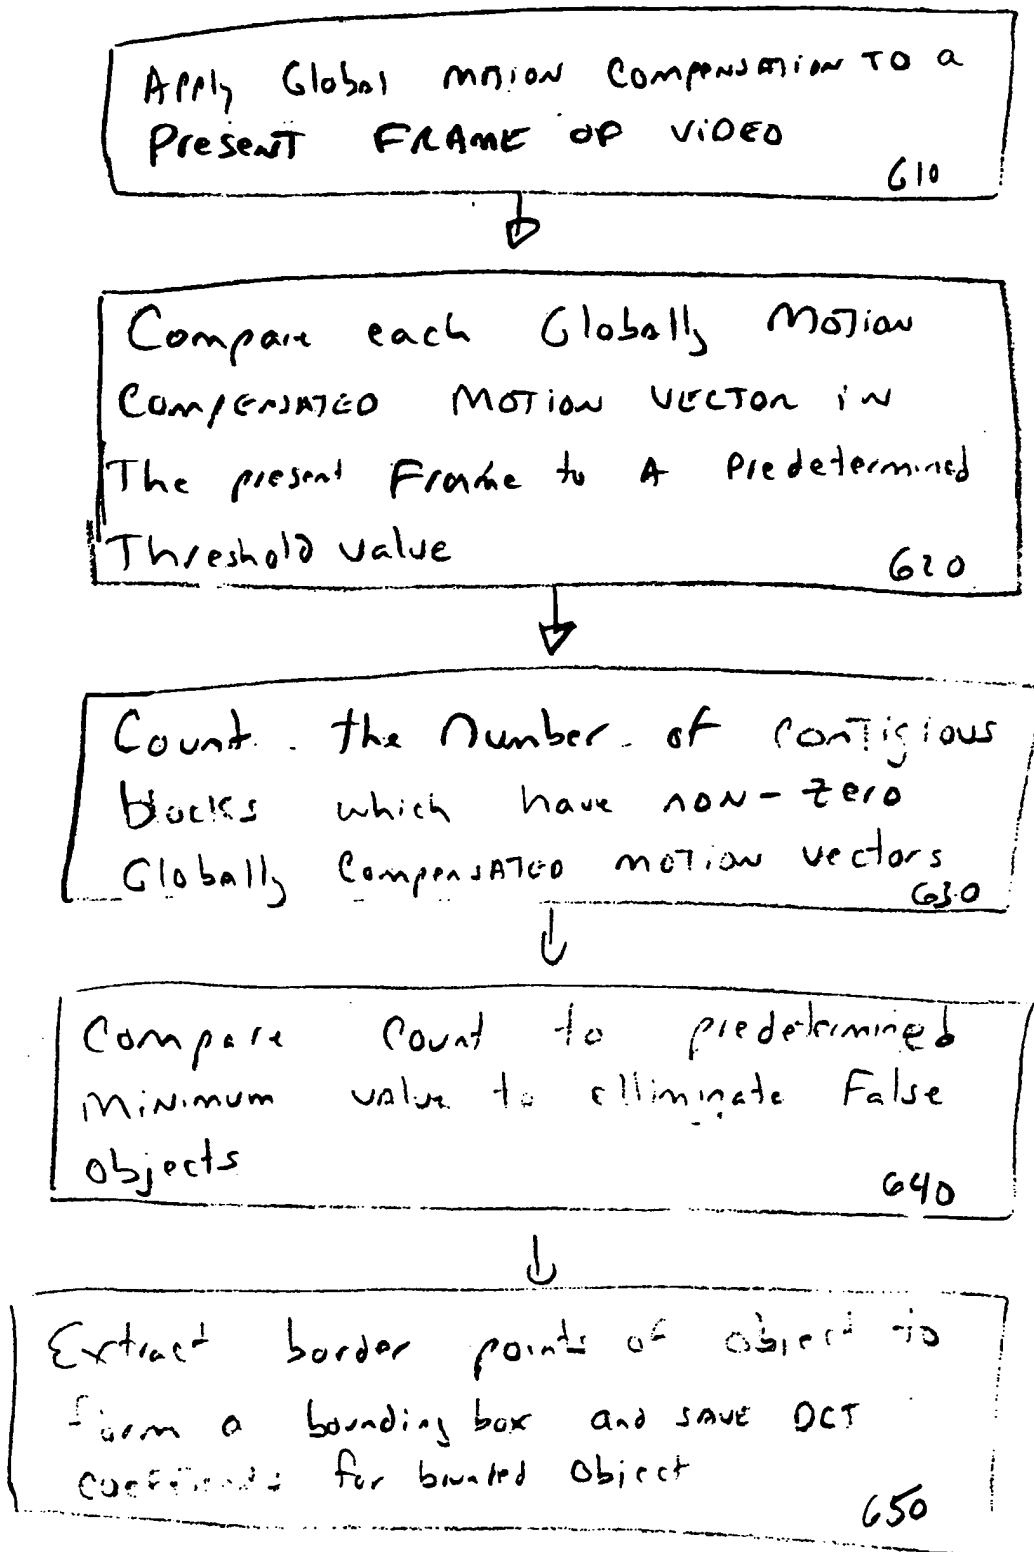 Apply Global MOTION COMPENSATION TO a
Present FRAME OF VIDEO
610
Compare each Globally MOTION
COMPENSATED MOTION VECTOR IN
The present Frame to A Predetermined
Threshold value
620
Count the Number of contigious
blocks which have NON-Zero
Globally COMPENSATED MOTION vectors
630
Compare Count to predetermined
MINIMUM value to elliminate False
objects
640
Extract border points of object to
form a bounding box and SAVE DCT
coefficients for bounded Object
650